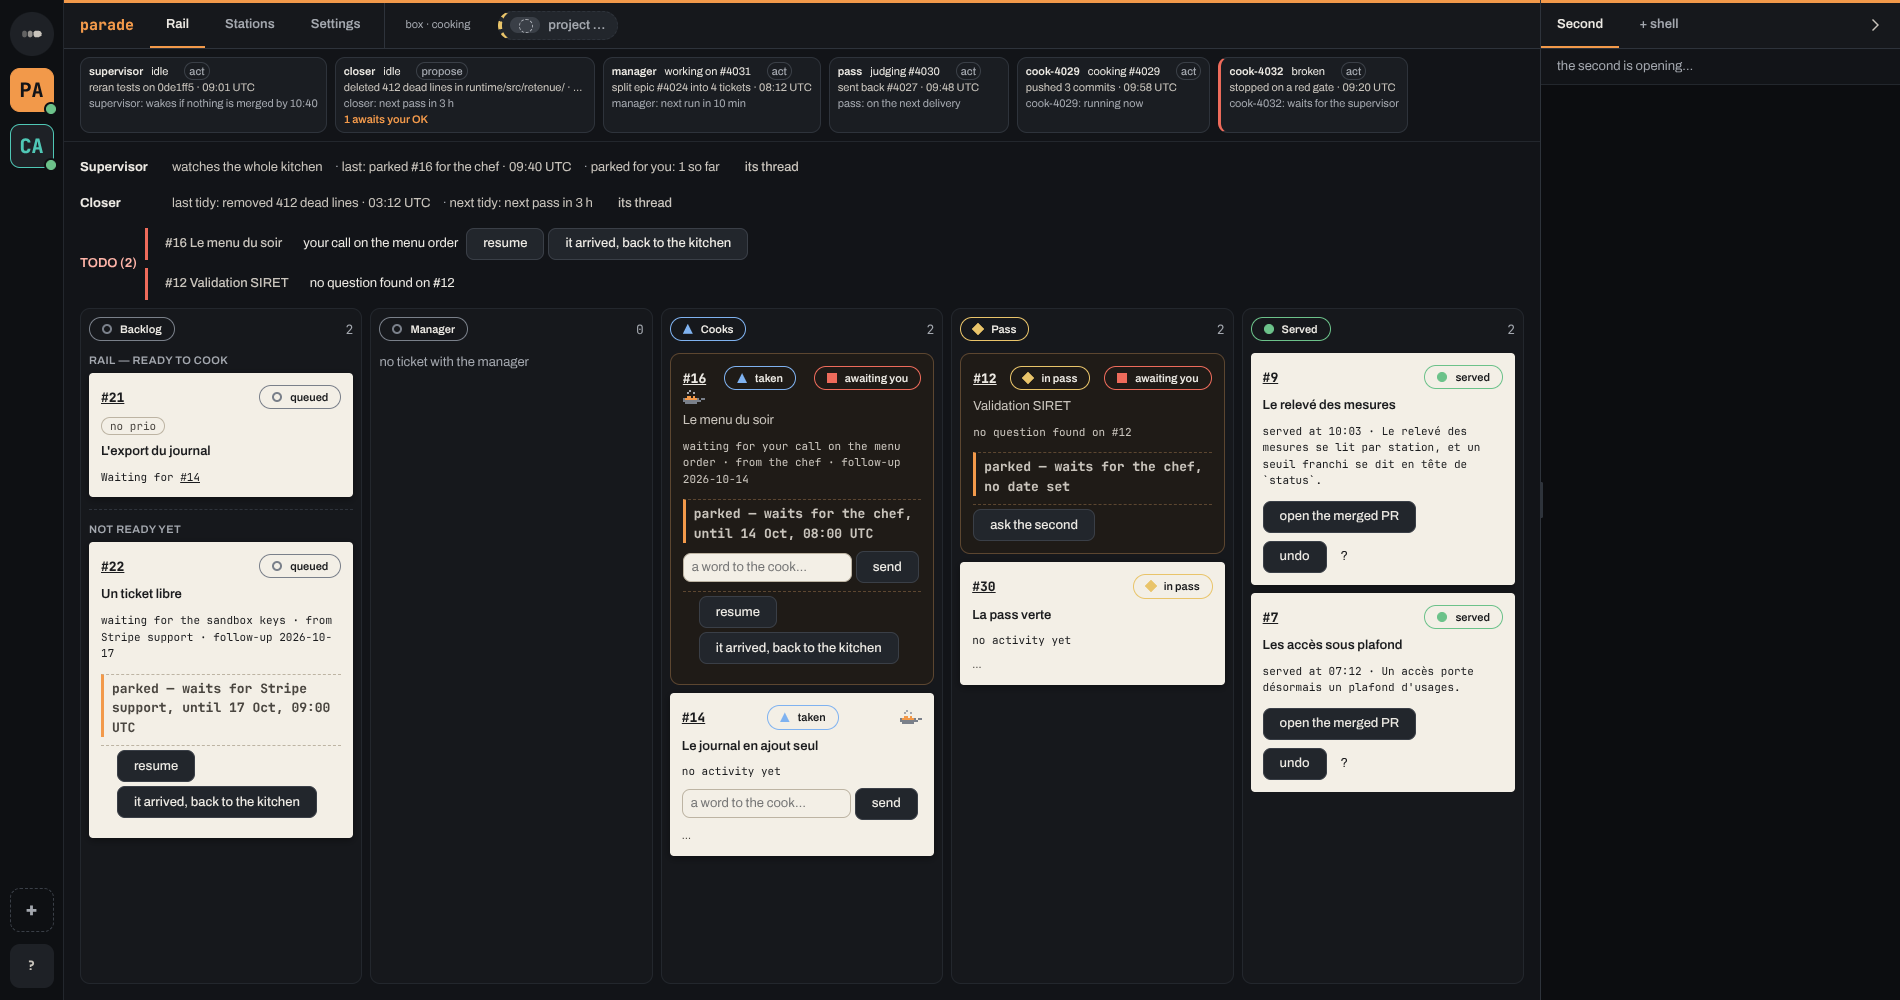 parade
Rail
Stations
Settings
box · cooking
project ...
Second
+ shell
the second is opening...
PA
CA
+
?
supervisor idle act
reran tests on 0de1ff5 · 09:01 UTC
supervisor: wakes if nothing is merged by 10:40
closer idle propose
deleted 412 dead lines in runtime/src/retenue/ · ...
closer: next pass in 3 h
1 awaits your OK
manager working on #4031 act
split epic #4024 into 4 tickets · 08:12 UTC
manager: next run in 10 min
pass judging #4030 act
sent back #4027 · 09:48 UTC
pass: on the next delivery
cook-4029 cooking #4029 act
pushed 3 commits · 09:58 UTC
cook-4029: running now
cook-4032 broken act
stopped on a red gate · 09:20 UTC
cook-4032: waits for the supervisor
Supervisor watches the whole kitchen · last: parked #16 for the chef · 09:40 UTC · parked for you: 1 so far its thread
Closer last tidy: removed 412 dead lines · 03:12 UTC · next tidy: next pass in 3 h its thread
TODO (2)
#16 Le menu du soir your call on the menu order resume it arrived, back to the kitchen
#12 Validation SIRET no question found on #12
Backlog 2
RAIL — READY TO COOK
#21 queued
no prio
L'export du journal
Waiting for #14
NOT READY YET
#22 queued
Un ticket libre
waiting for the sandbox keys · from
Stripe support · follow-up 2026-10-
17
parked — waits for Stripe
support, until 17 Oct, 09:00
UTC
resume
it arrived, back to the kitchen
Manager 0
no ticket with the manager
Cooks 2
#16 taken awaiting you
Le menu du soir
waiting for your call on the menu
order · from the chef · follow-up
2026-10-14
parked — waits for the chef,
until 14 Oct, 08:00 UTC
a word to the cook... send
resume
it arrived, back to the kitchen
#14 taken
Le journal en ajout seul
no activity yet
a word to the cook... send
...
Pass 2
#12 in pass awaiting you
Validation SIRET
no question found on #12
parked — waits for the chef,
no date set
ask the second
#30 in pass
La pass verte
no activity yet
...
Served 2
#9 served
Le relevé des mesures
served at 10:03 · Le relevé des
mesures se lit par station, et un
seuil franchi se dit en tête de
`status`.
open the merged PR
undo ?
#7 served
Les accès sous plafond
served at 07:12 · Un accès porte
désormais un plafond d'usages.
open the merged PR
undo ?